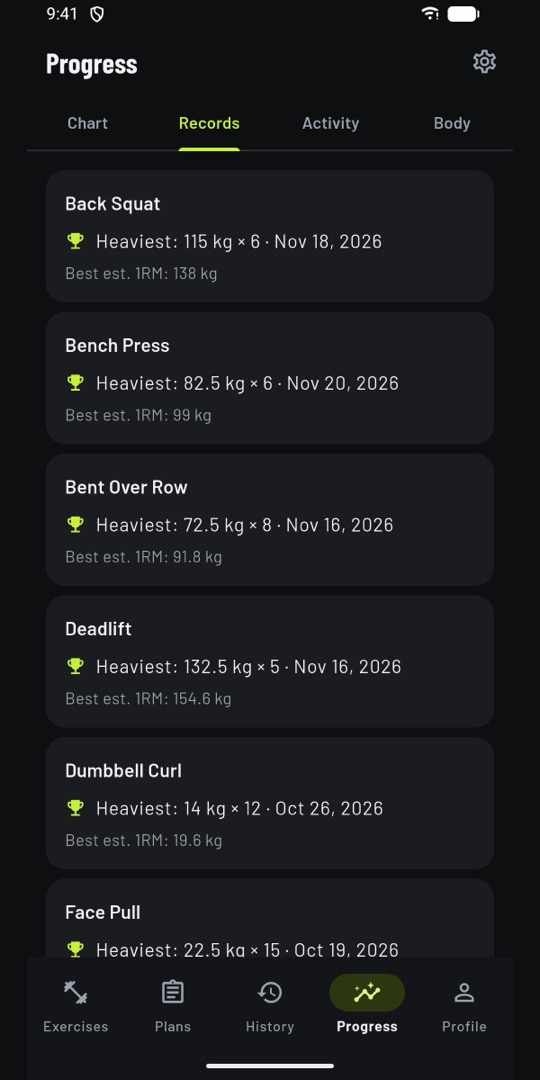 9:41
Progress
Chart Records Activity Body
Back Squat
Heaviest: 115 kg × 6 · Nov 18, 2026
Best est. 1RM: 138 kg
Bench Press
Heaviest: 82.5 kg × 6 · Nov 20, 2026
Best est. 1RM: 99 kg
Bent Over Row
Heaviest: 72.5 kg × 8 · Nov 16, 2026
Best est. 1RM: 91.8 kg
Deadlift
Heaviest: 132.5 kg × 5 · Nov 16, 2026
Best est. 1RM: 154.6 kg
Dumbbell Curl
Heaviest: 14 kg × 12 · Oct 26, 2026
Best est. 1RM: 19.6 kg
Face Pull
Heaviest: 22.5 kg × 15 · Oct 19, 2026
Exercises Plans History Progress Profile